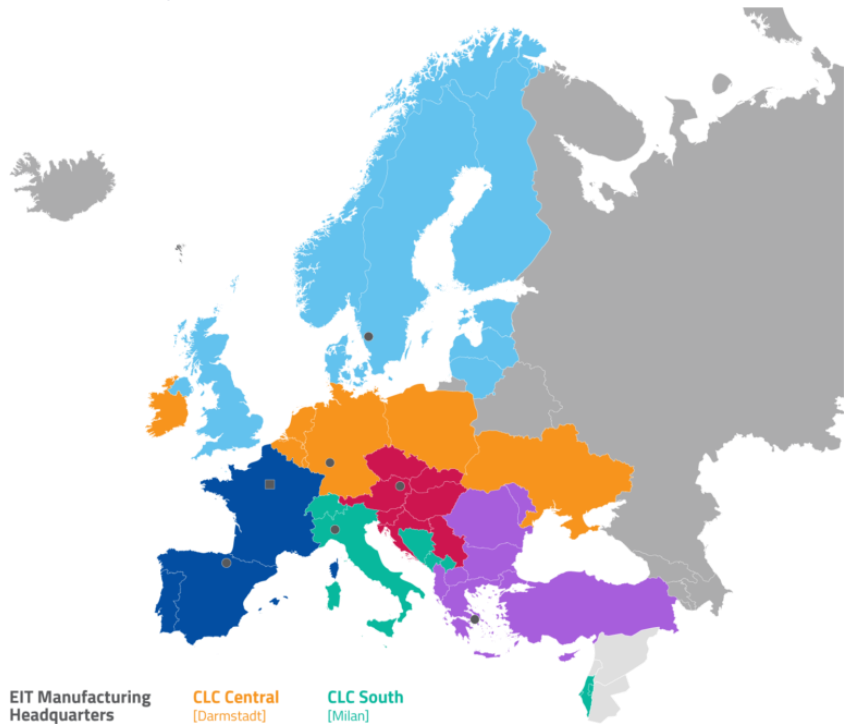 EIT Manufacturing
Headquarters
CLC Central
[Darmstadt]
CLC South
[Milan]